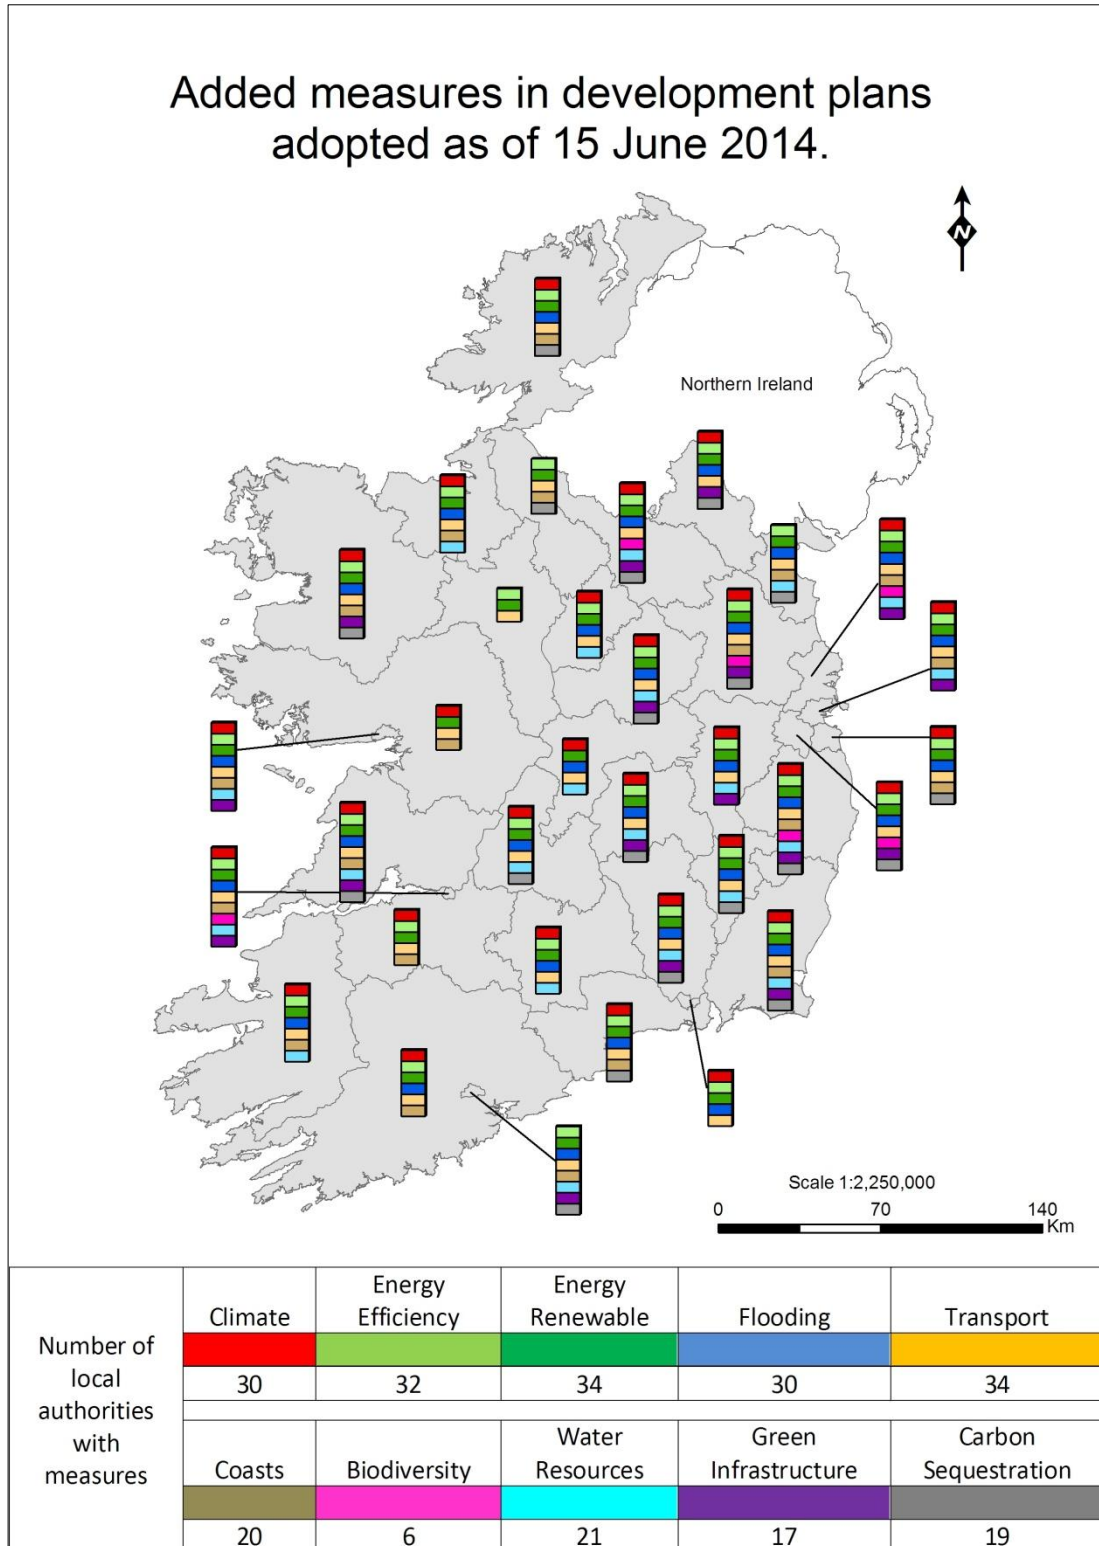 Added measures in development plans
adopted as of 15 June 2014.
N
Northern Ireland
Scale 1:2,250,000
0 70 140
Km
Number of
local
authorities
with
measures
Climate
Energy
Efficiency
Energy
Renewable
Flooding
Transport
30 32 34 30 34
Coasts
Biodiversity
Water
Resources
Green
Infrastructure
Carbon
Sequestration
20 6 21 17 19